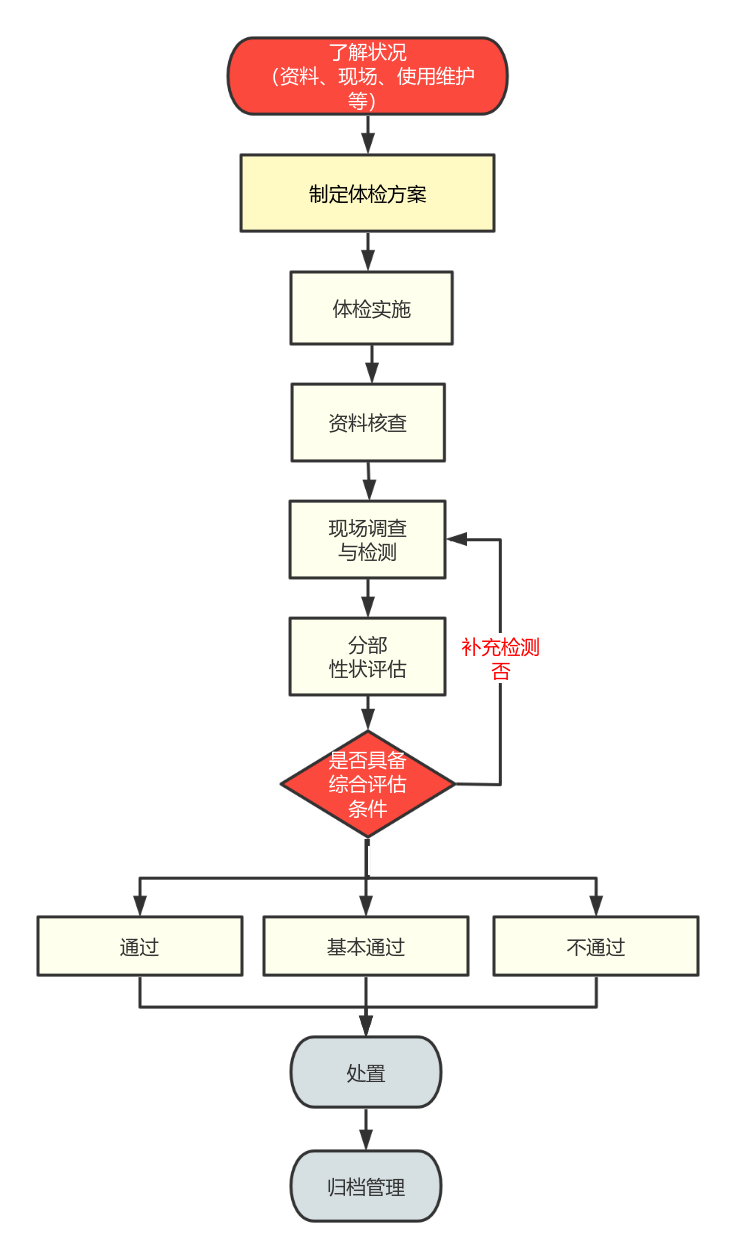 了解状况
（资料、现场、使用维护
等）
制定体检方案
体检实施
资料核查
现场调查
与检测
分部
性状评估
补充检测
否
是否具备
综合评估
条件
通过
基本通过
不通过
处置
归档管理